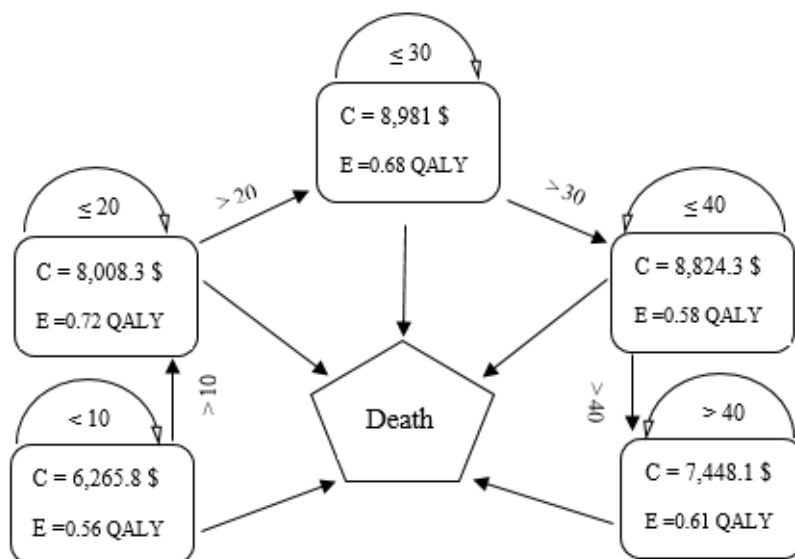 ≤ 30
C = 8,981 $
E =0.68 QALY
> 20
> 30
≤ 20
C = 8,008.3 $
E =0.72 QALY
≤ 40
C = 8,824.3 $
E =0.58 QALY
> 10
Death
> 40
< 10
C = 6,265.8 $
E =0.56 QALY
> 40
C = 7,448.1 $
E =0.61 QALY